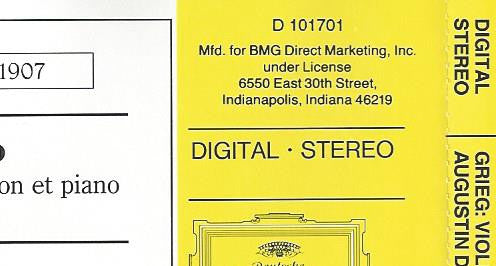 1907
on et piano
D 101701
Mfd. for BMG Direct Marketing, Inc.
under License
6550 East 30th Street,
Indianapolis, Indiana 46219
DIGITAL · STEREO
Deutsche
DIGITAL
STEREO
GRIEG: VIOL
AUGUSTIN D